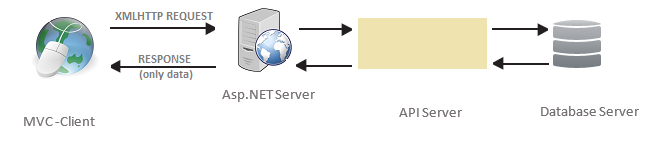 XMLHTTP REQUEST
RESPONSE
(only data)
Asp.NET Server
MVC-Client
API Server
Database Server